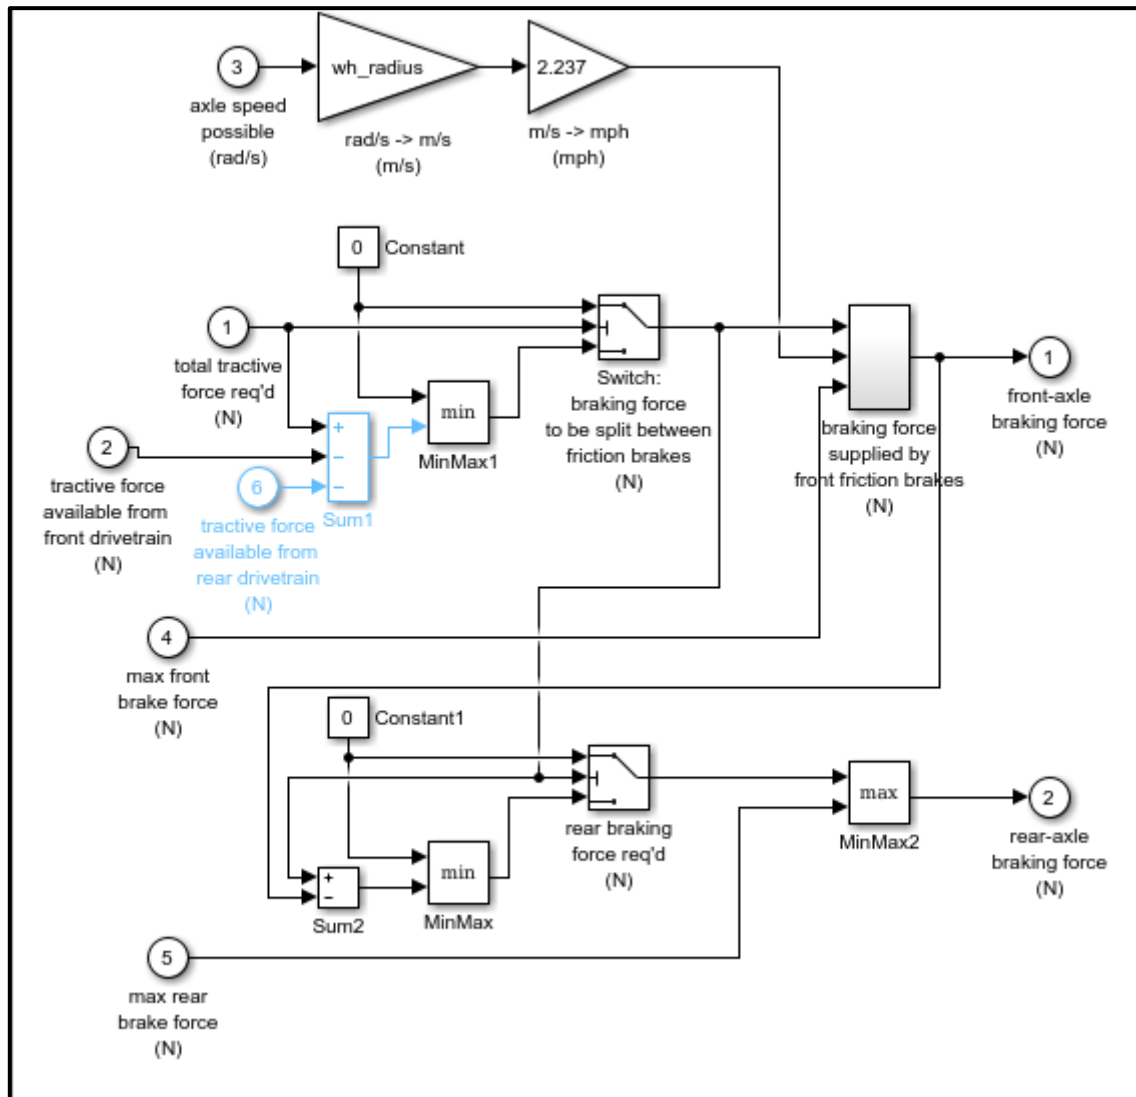 3
axle speed
possible
(rad/s)
wh_radius
rad/s -> m/s
(m/s)
2.237
m/s -> mph
(mph)
0
Constant
1
total tractive
force req'd
(N)
2
tractive force
available from
front drivetrain
(N)
6
tractive force
available from
rear drivetrain
(N)
+
−
−
Sum1
min
MinMax1
Switch:
braking force
to be split between
friction brakes
(N)
braking force
supplied by
front friction brakes
(N)
1
front-axle
braking force
(N)
4
max front
brake force
(N)
0
Constant1
+
−
Sum2
min
MinMax
rear braking
force req'd
(N)
max
MinMax2
2
rear-axle
braking force
(N)
5
max rear
brake force
(N)